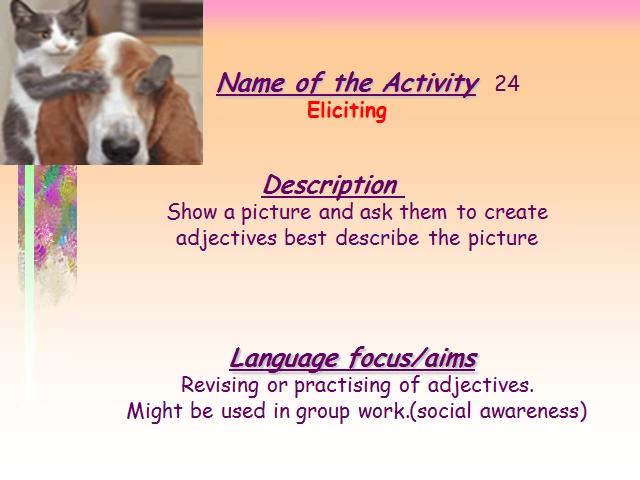 Name of the Activity 24
Eliciting
Description
Show a picture and ask them to create
adjectives best describe the picture
Language focus/aims
Revising or practising of adjectives.
Might be used in group work.(social awareness)